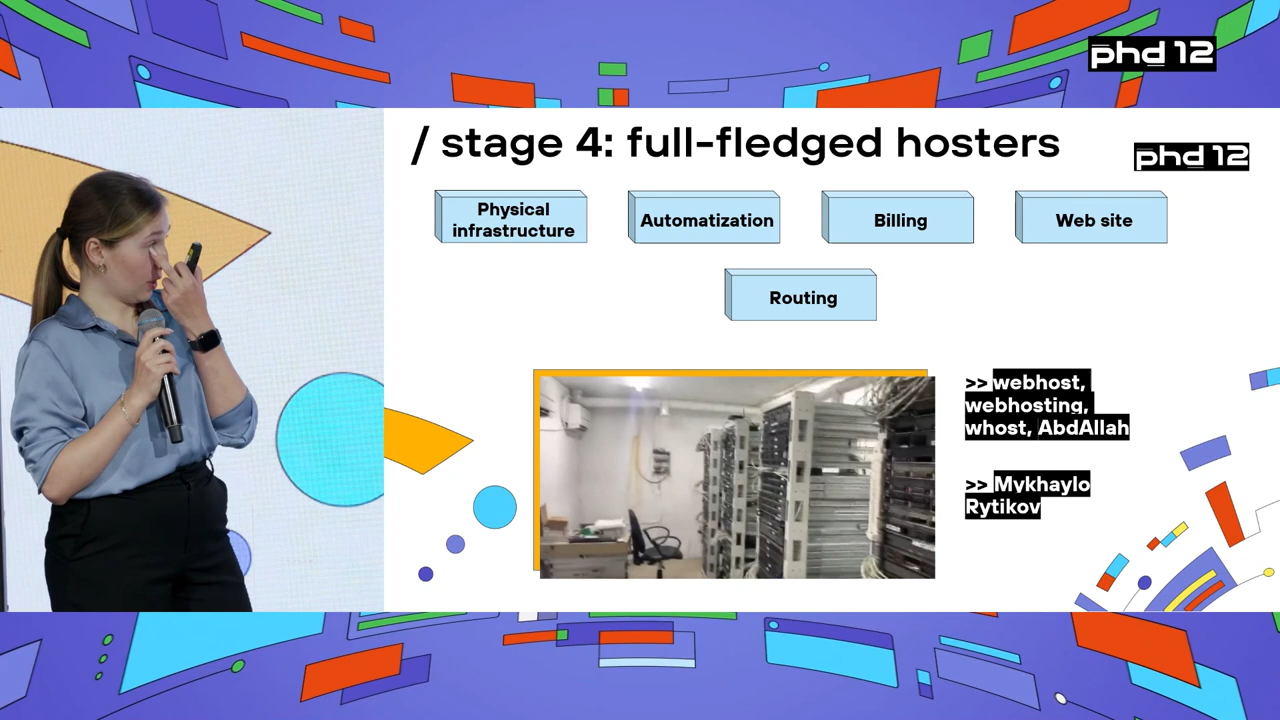 phd 12
/ stage 4: full-fledged hosters
phd 12
Physical
infrastructure
Automatization
Billing
Web site
Routing
>> webhost,
webhosting,
whost, AbdAllah
>> Mykhaylo
Rytikov